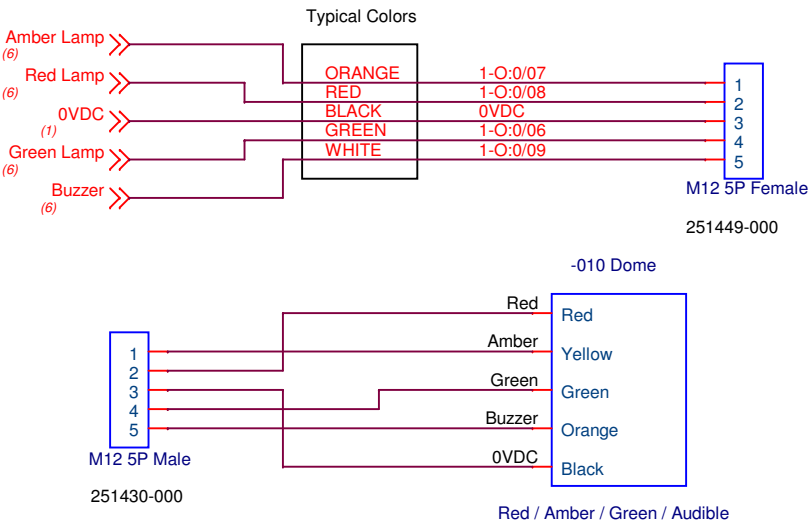 Typical Colors
Amber Lamp
(6)
Red Lamp
(6)
0VDC
(1)
Green Lamp
(6)
Buzzer
(6)
ORANGE 1-O:0/07
RED 1-O:0/08
BLACK 0VDC
GREEN 1-O:0/06
WHITE 1-O:0/09
1
2
3
4
5
M12 5P Female
251449-000
-010 Dome
Red Red
Amber Yellow
Green Green
Buzzer Orange
0VDC Black
1
2
3
4
5
M12 5P Male
251430-000
Red / Amber / Green / Audible